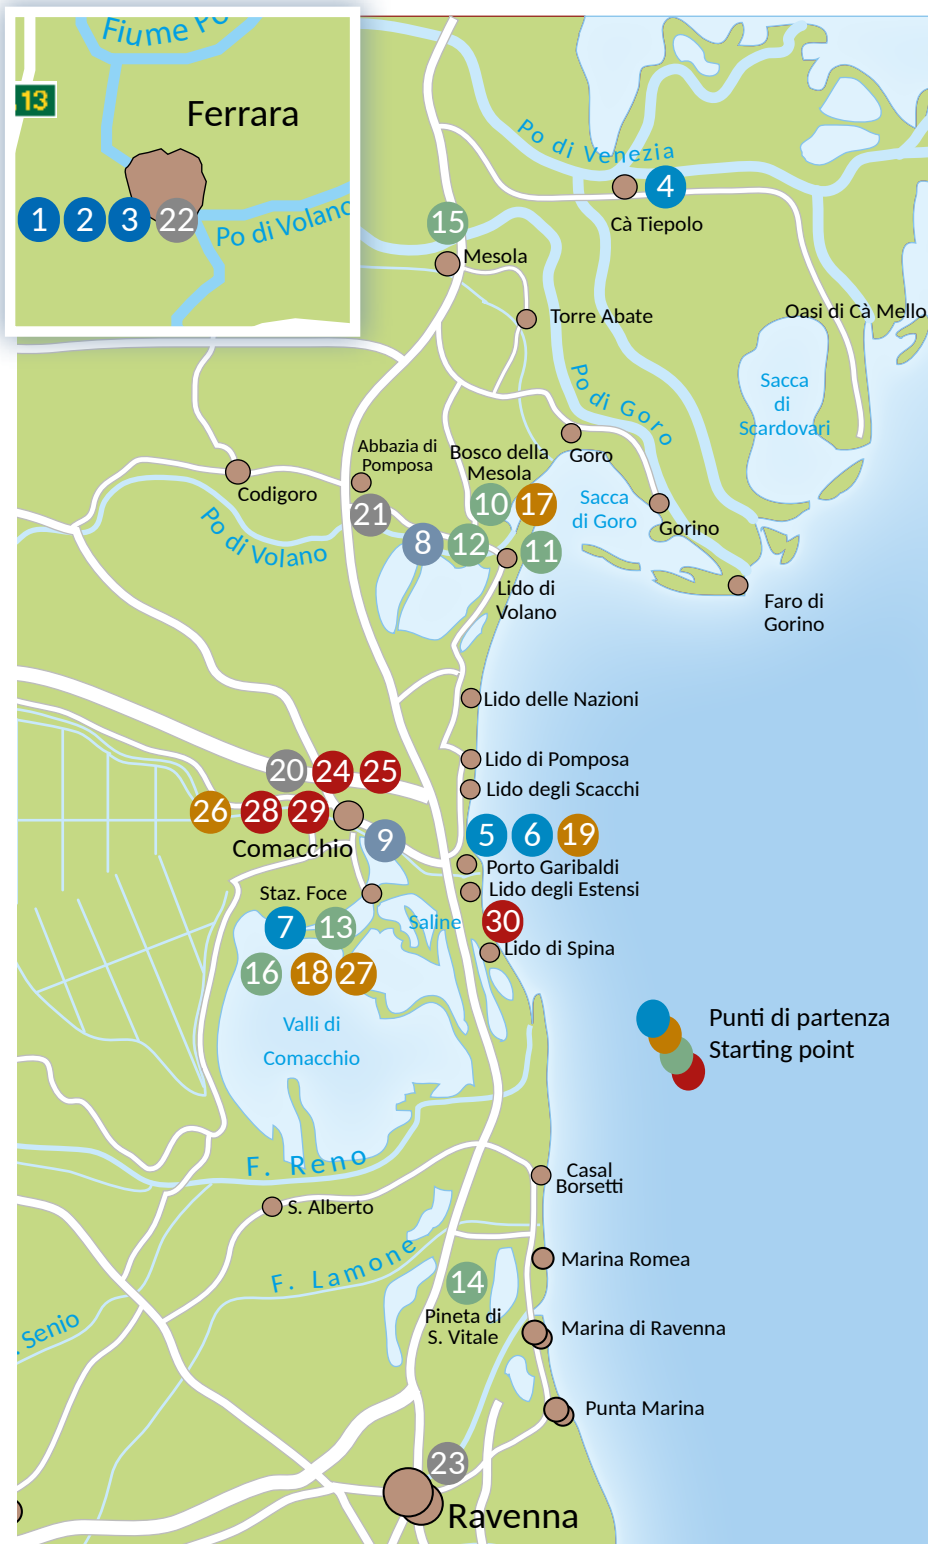 Fiume Po
13
Ferrara
1 2 3 22
Po di Volano
Po di Venezia
4
Cà Tiepolo
15
Mesola
Torre Abate
Oasi di Cà Mello
Sacca
di
Scardovari
Po di Goro
Goro
Abbazia di
Pomposa
Bosco della
Mesola
Codigoro
10 17
Sacca
di Goro
Gorino
21
Po di Volano
8 12 11
Lido di
Volano
Faro di
Gorino
Lido delle Nazioni
Lido di Pomposa
20 24 25
Lido degli Scacchi
26 28 29
5 6 19
Comacchio
9
Porto Garibaldi
Staz. Foce
Lido degli Estensi
7 13
Saline
30
Lido di Spina
16 18 27
Valli di
Comacchio
Punti di partenza
Starting point
F. Reno
Casal
Borsetti
S. Alberto
F. Lamone
Marina Romea
14
Pineta di
S. Vitale
Senio
Marina di Ravenna
Punta Marina
23
Ravenna